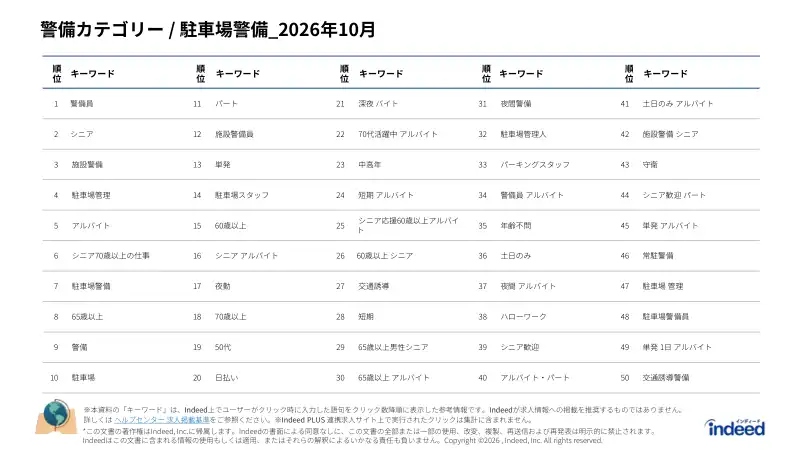 警備カテゴリー / 駐車場警備_2026年10月
順位 キーワード 順位 キーワード 順位 キーワード 順位 キーワード 順位 キーワード
1 警備員 11 パート 21 深夜 バイト 31 夜間警備 41 土日のみ アルバイト
2 シニア 12 施設警備員 22 70代活躍中 アルバイト 32 駐車場管理人 42 施設警備 シニア
3 施設警備 13 単発 23 中高年 33 パーキングスタッフ 43 守衛
4 駐車場管理 14 駐車場スタッフ 24 短期 アルバイト 34 警備員 アルバイト 44 シニア歓迎 パート
5 アルバイト 15 60歳以上 25 シニア応援60歳以上アルバイト 35 年齢不問 45 単発 アルバイト
6 シニア70歳以上の仕事 16 シニア アルバイト 26 60歳以上 シニア 36 土日のみ 46 常駐警備
7 駐車場警備 17 夜勤 27 交通誘導 37 夜間 アルバイト 47 駐車場 管理
8 65歳以上 18 70歳以上 28 短期 38 ハローワーク 48 駐車場警備員
9 警備 19 50代 29 65歳以上男性シニア 39 シニア歓迎 49 単発 1日 アルバイト
10 駐車場 20 日払い 30 65歳以上 アルバイト 40 アルバイト・パート 50 交通誘導警備
※本資料の「キーワード」は、Indeed上でユーザーがクリック時に入力した語句をクリック数降順に表示した参考情報です。Indeedが求人情報への掲載を推奨するものではありません。
詳しくは ヘルプセンター 求人掲載基準をご参照ください。※Indeed PLUS 連携求人サイト上で実行されたクリックは集計に含まれません。
*この文書の著作権はIndeed, Inc.に帰属します。Indeedの書面による同意なしに、この文書の全部または一部の使用、改変、複製、再送信および再発表は明示的に禁止されます。
Indeedはこの文書に含まれる情報の使用もしくは適用、またはそれらの解釈によるいかなる責任も負いません。Copyright ©2026 , Indeed, Inc. All rights reserved.
インディード
indeed